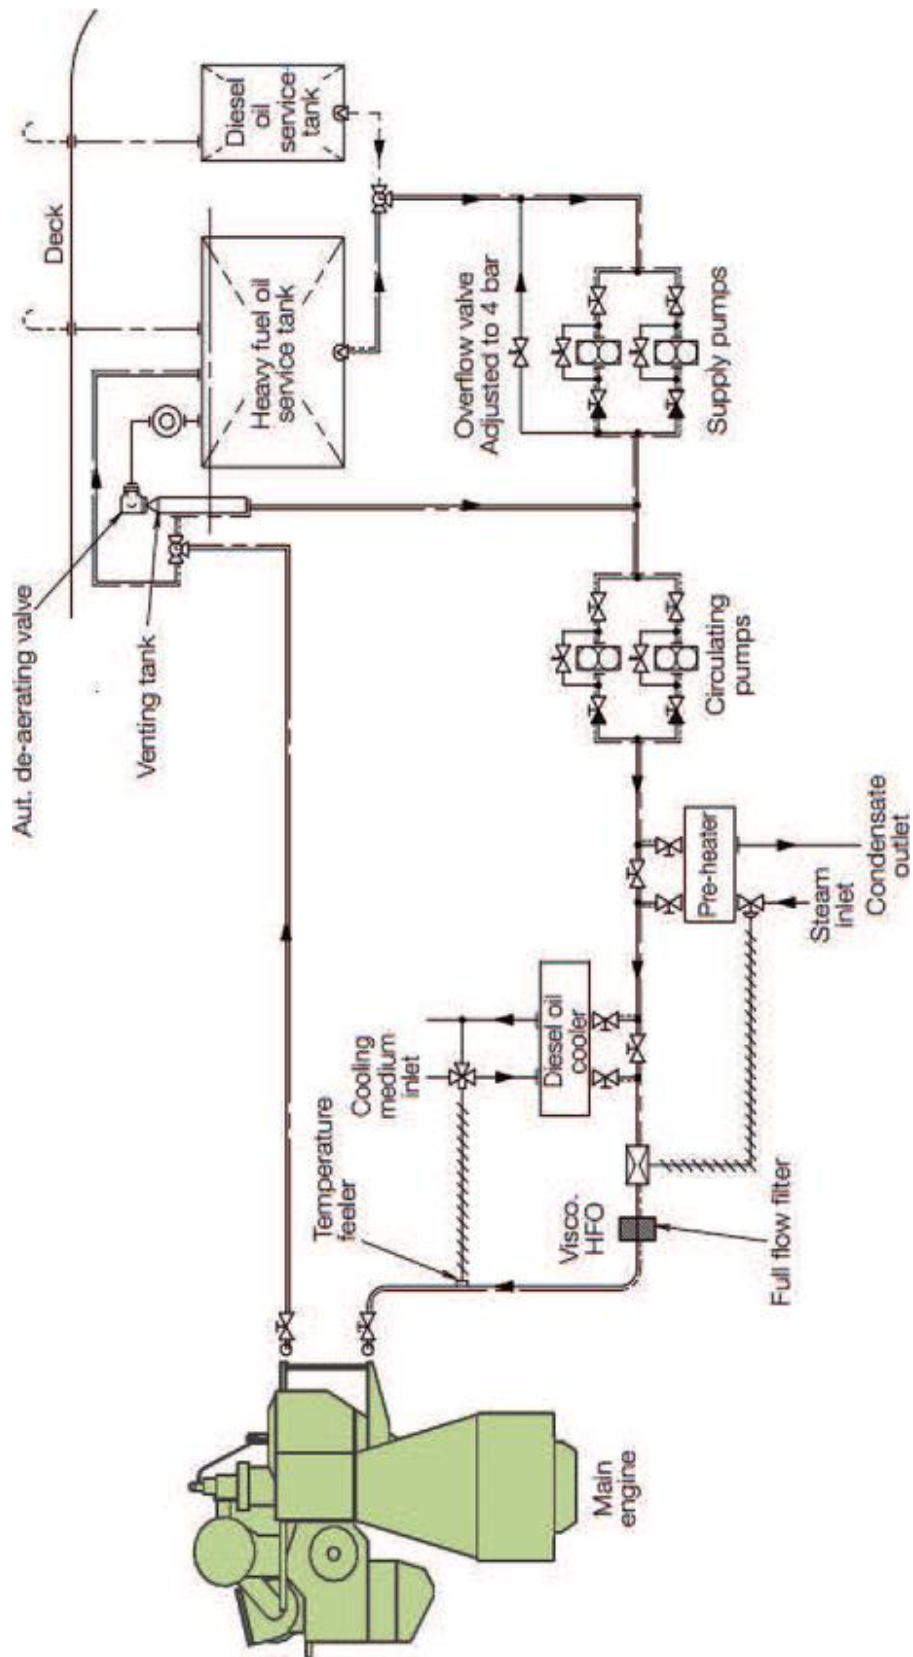 Deck
Diesel
oil
service-
tank
Heavy fuel oil
service tank
Aut. de-aerating valve
Venting tank
Overflow valve
Adjusted to 4 bar
Supply pumps
Circulating
pumps
Pre-heater
Steam
inlet
Condensate
outlet
Cooling
medium
inlet
Diesel oil
cooler
Temperature
feeler
Visco.
HFO
Full flow filter
Main
engine